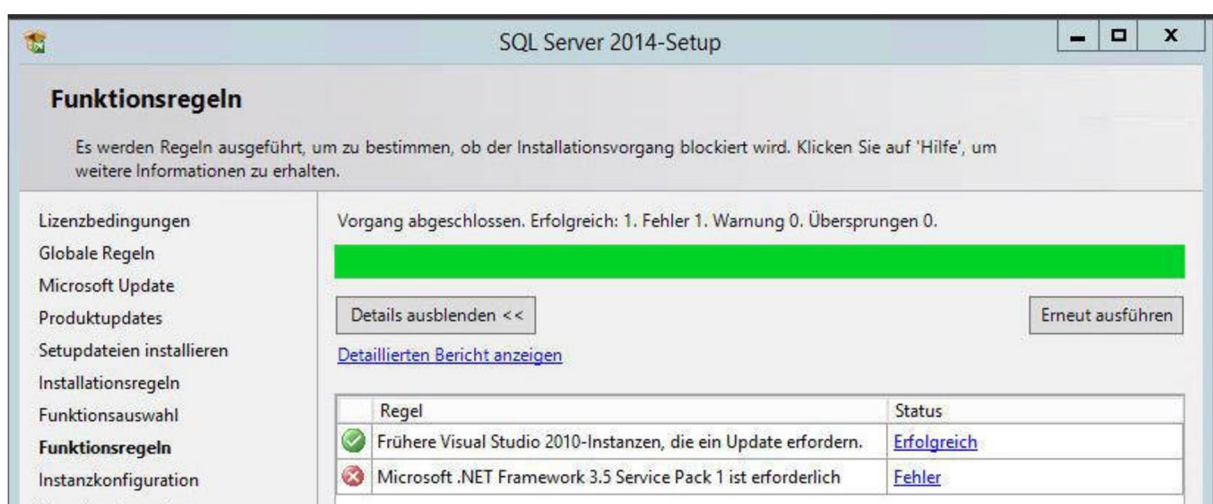 SQL Server 2014-Setup
Funktionsregeln
Es werden Regeln ausgeführt, um zu bestimmen, ob der Installationsvorgang blockiert wird. Klicken Sie auf 'Hilfe', um
weitere Informationen zu erhalten.
Lizenzbedingungen
Globale Regeln
Microsoft Update
Produktupdates
Setupdateien installieren
Installationsregeln
Funktionsauswahl
Funktionsregeln
Instanzkonfiguration
Vorgang abgeschlossen. Erfolgreich: 1. Fehler 1. Warnung 0. Übersprungen 0.
Details ausblenden <<
Erneut ausführen
Detaillierten Bericht anzeigen
Regel Status
Frühere Visual Studio 2010-Instanzen, die ein Update erfordern. Erfolgreich
Microsoft .NET Framework 3.5 Service Pack 1 ist erforderlich Fehler